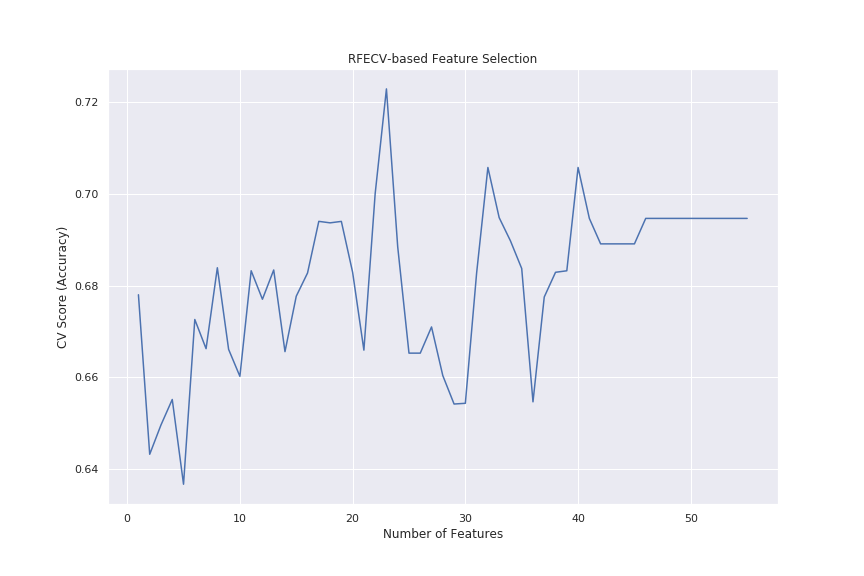 RFECV-based Feature Selection
CV Score (Accuracy)
0.72
0.70
0.68
0.66
0.64
0 10 20 30 40 50
Number of Features